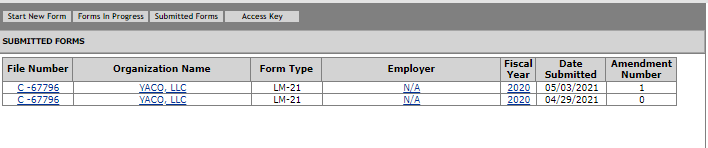 Start New Form Forms In Progress Submitted Forms Access Key
SUBMITTED FORMS
File Number Organization Name Form Type Employer Fiscal Year Date Submitted Amendment Number
C -67796 YACO, LLC LM-21 N/A 2020 05/03/2021 1
C -67796 YACO, LLC LM-21 N/A 2020 04/29/2021 0